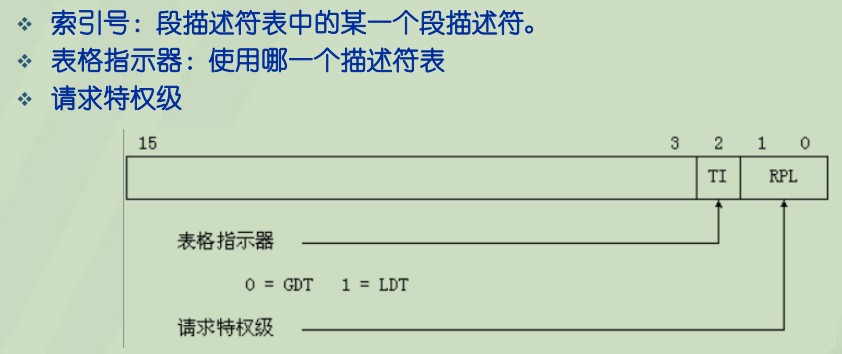 ❖ 索引号：段描述符表中的某一个段描述符。
❖ 表格指示器：使用哪一个描述符表
❖ 请求特权级
15 3 2 1 0
TI RPL
表格指示器
0 = GDT 1 = LDT
请求特权级